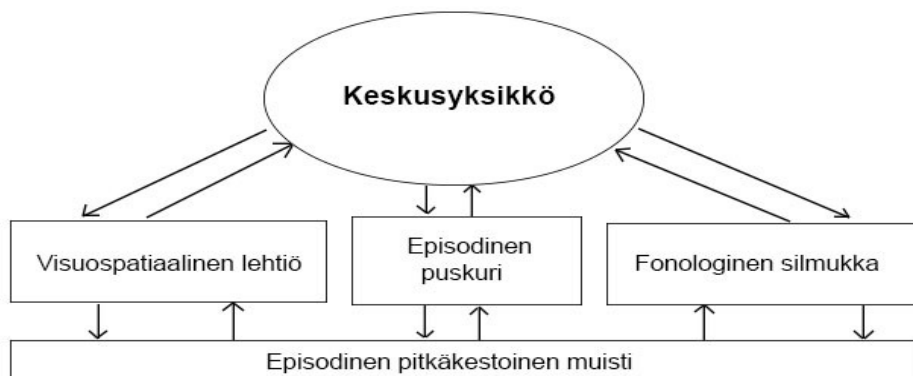 Keskusyksikkö
Visuospatiaalinen lehtiö
Episodinen
puskuri
Fonologinen silmukka
Episodinen pitkäkestoinen muisti